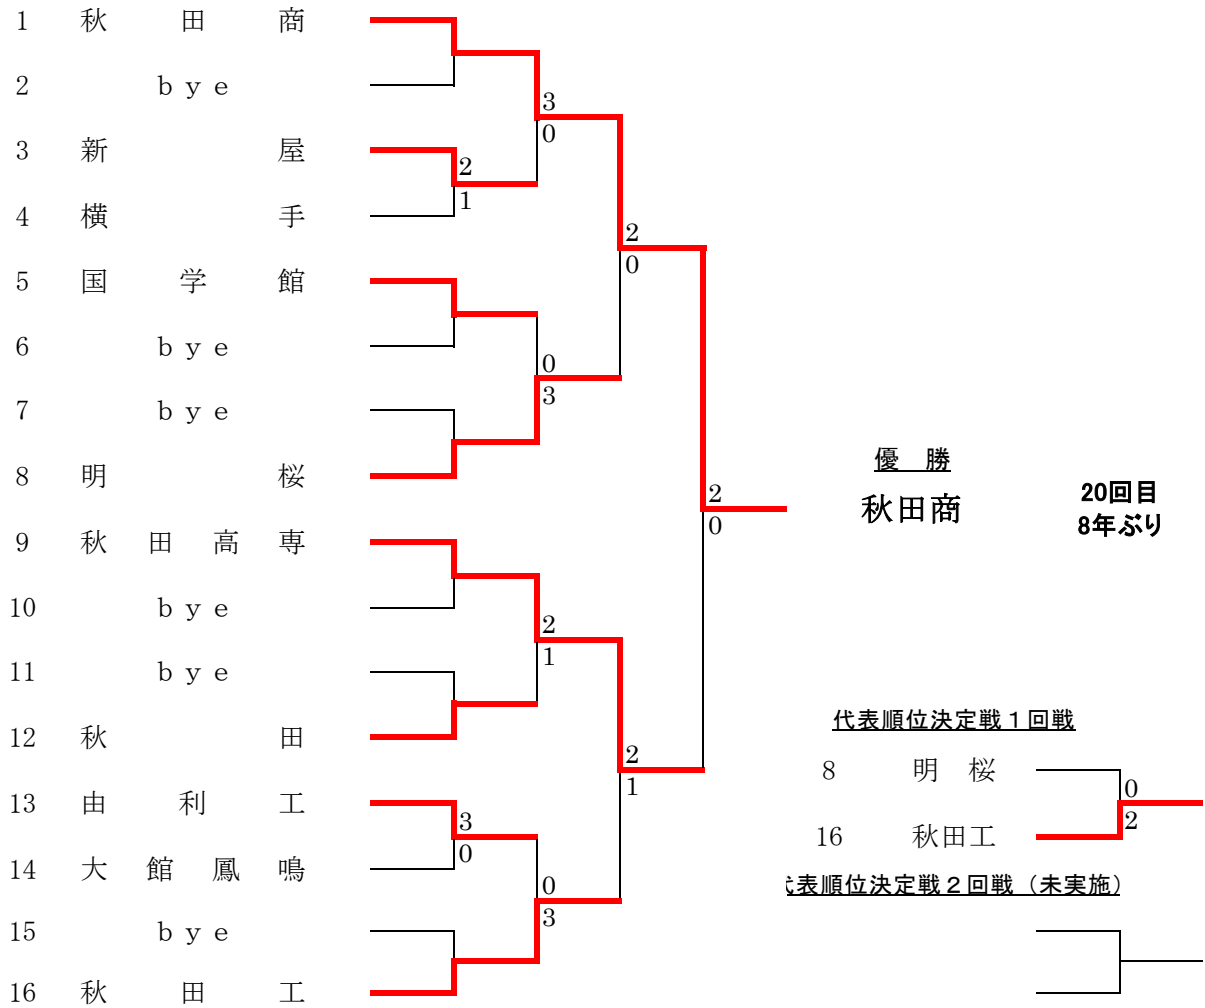 1 秋田商
2 bye
3
0
3 新屋
2
1
4 横手
2
0
5 国学館
6 bye
0
3
7 bye
8 明桜
優 勝
秋田商
20回目
8年ぶり
2
0
9 秋田高専
10 bye
2
1
11 bye
12 秋田
代表順位決定戦1回戦
2
1
8 明 桜
0
2
16 秋田工
13 由利工
3
0
14 大館鳳鳴
代表順位決定戦2回戦(未実施)
0
3
15 bye
16 秋田工